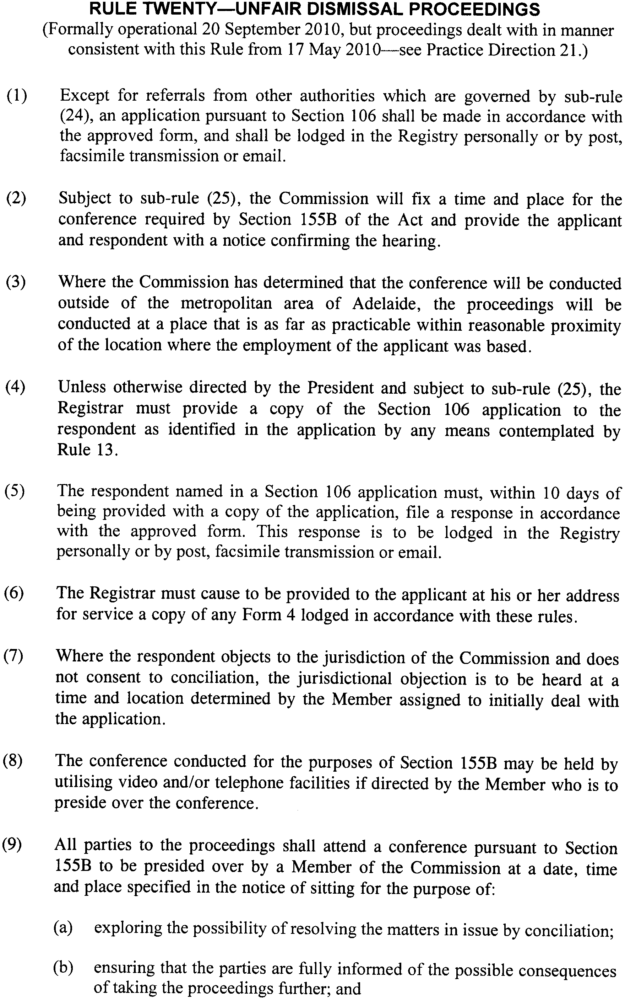 RULE TWENTY—UNFAIR DISMISSAL PROCEEDINGS
(Formally operational 20 September 2010, but proceedings dealt with in manner
consistent with this Rule from 17 May 2010—see Practice Direction 21.)
(1) Except for referrals from other authorities which are governed by sub-rule
(24), an application pursuant to Section 106 shall be made in accordance with
the approved form, and shall be lodged in the Registry personally or by post,
facsimile transmission or email.
(2) Subject to sub-rule (25), the Commission will fix a time and place for the
conference required by Section 155B of the Act and provide the applicant
and respondent with a notice confirming the hearing.
(3) Where the Commission has determined that the conference will be conducted
outside of the metropolitan area of Adelaide, the proceedings will be
conducted at a place that is as far as practicable within reasonable proximity
of the location where the employment of the applicant was based.
(4) Unless otherwise directed by the President and subject to sub-rule (25), the
Registrar must provide a copy of the Section 106 application to the
respondent as identified in the application by any means contemplated by
Rule 13.
(5) The respondent named in a Section 106 application must, within 10 days of
being provided with a copy of the application, file a response in accordance
with the approved form. This response is to be lodged in the Registry
personally or by post, facsimile transmission or email.
(6) The Registrar must cause to be provided to the applicant at his or her address
for service a copy of any Form 4 lodged in accordance with these rules.
(7) Where the respondent objects to the jurisdiction of the Commission and does
not consent to conciliation, the jurisdictional objection is to be heard at a
time and location determined by the Member assigned to initially deal with
the application.
(8) The conference conducted for the purposes of Section 155B may be held by
utilising video and/or telephone facilities if directed by the Member who is to
preside over the conference.
(9) All parties to the proceedings shall attend a conference pursuant to Section
155B to be presided over by a Member of the Commission at a date, time
and place specified in the notice of sitting for the purpose of:
(a) exploring the possibility of resolving the matters in issue by conciliation;
(b) ensuring that the parties are fully informed of the possible consequences
of taking the proceedings further; and